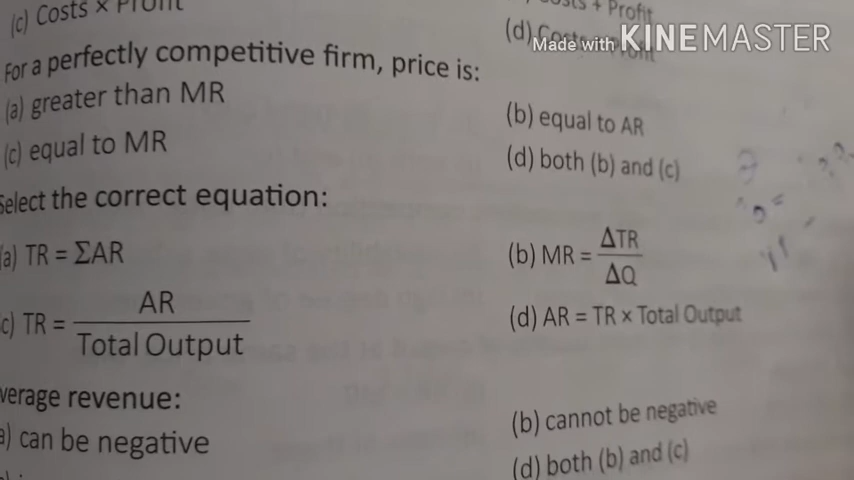 (c) Costs × Profit
Costs + Profit
(d) Costs
Made with KINEMASTER
For a perfectly competitive firm, price is:
(a) greater than MR
(b) equal to AR
(c) equal to MR
(d) both (b) and (c)
Select the correct equation:
(a) TR = ΣAR
(b) MR = ΔTR / ΔQ
(c) TR = AR / Total Output
(d) AR = TR × Total Output
verage revenue:
(a) can be negative
(b) cannot be negative
(d) both (b) and (c)